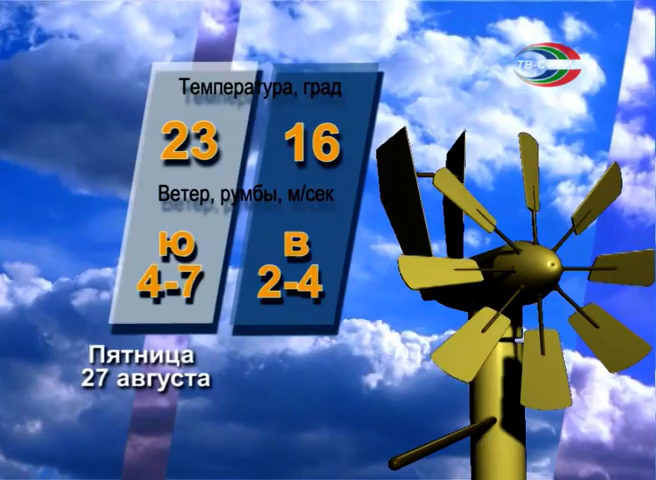 Температура, град
23 16
Ветер, румбы, м/сек
ю в
4-7 2-4
Пятница
27 августа